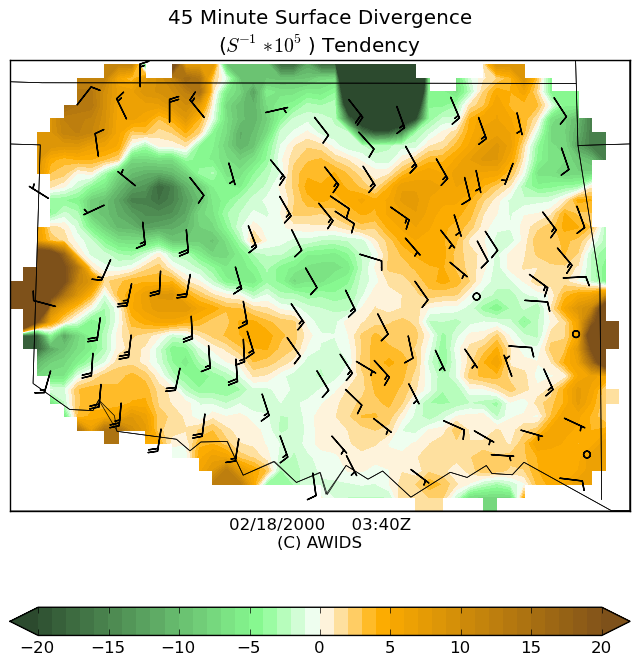 45 Minute Surface Divergence
(S⁻¹ * 10⁵ ) Tendency
02/18/2000 03:40Z
(C) AWIDS
−20 −15 −10 −5 0 5 10 15 20